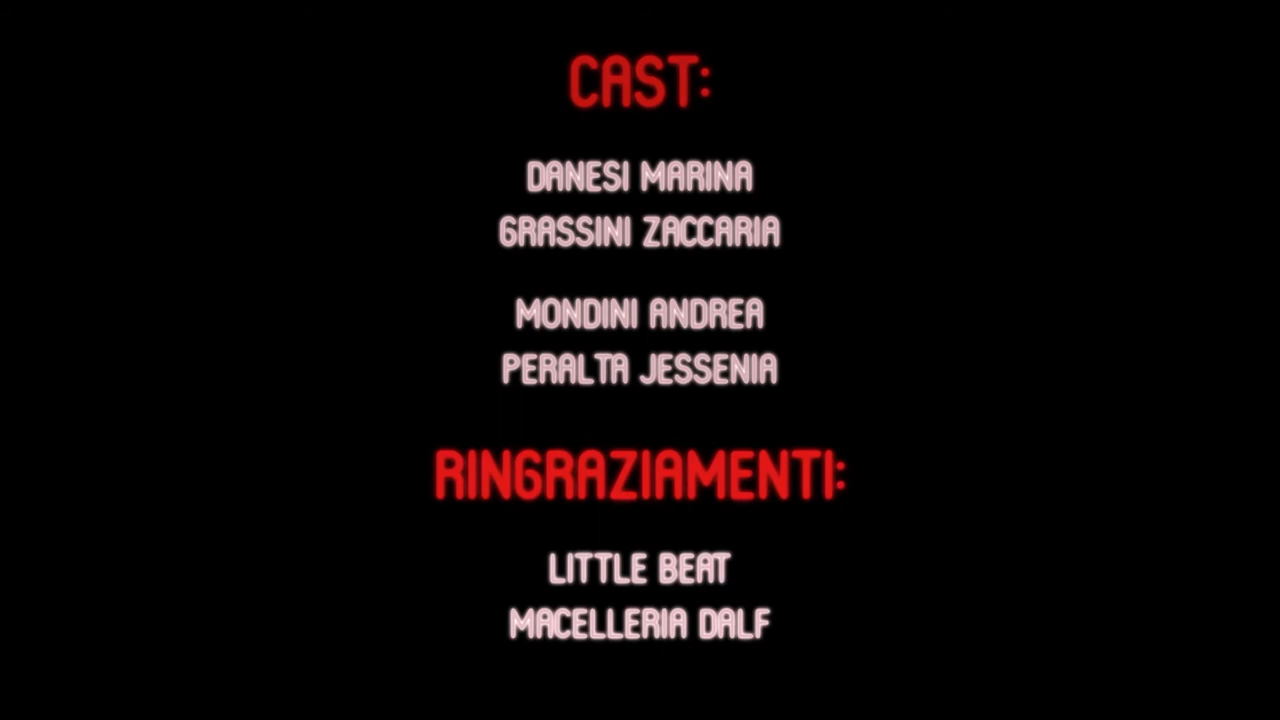 CAST:
DANESI MARINA
GRASSINI ZACCARIA
MONDINI ANDREA
PERALTA JESSENIA
RINGRAZIAMENTI:
LITTLE BEAT
MACELLERIA DALF